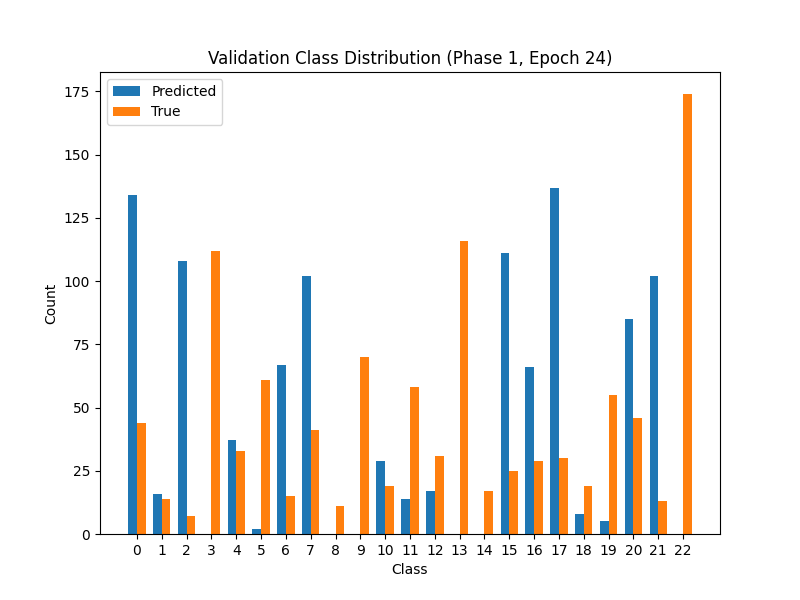 Validation Class Distribution (Phase 1, Epoch 24)
Predicted
True
175
150
125
100
75
50
25
0
Count
0 1 2 3 4 5 6 7 8 9 10 11 12 13 14 15 16 17 18 19 20 21 22
Class